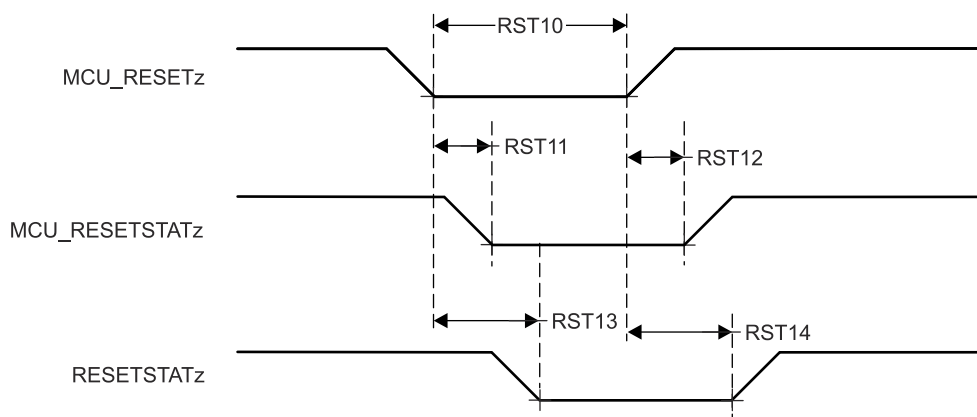 RST10
MCU_RESETz
RST11
RST12
MCU_RESETSTATz
RST13
RST14
RESETSTATz